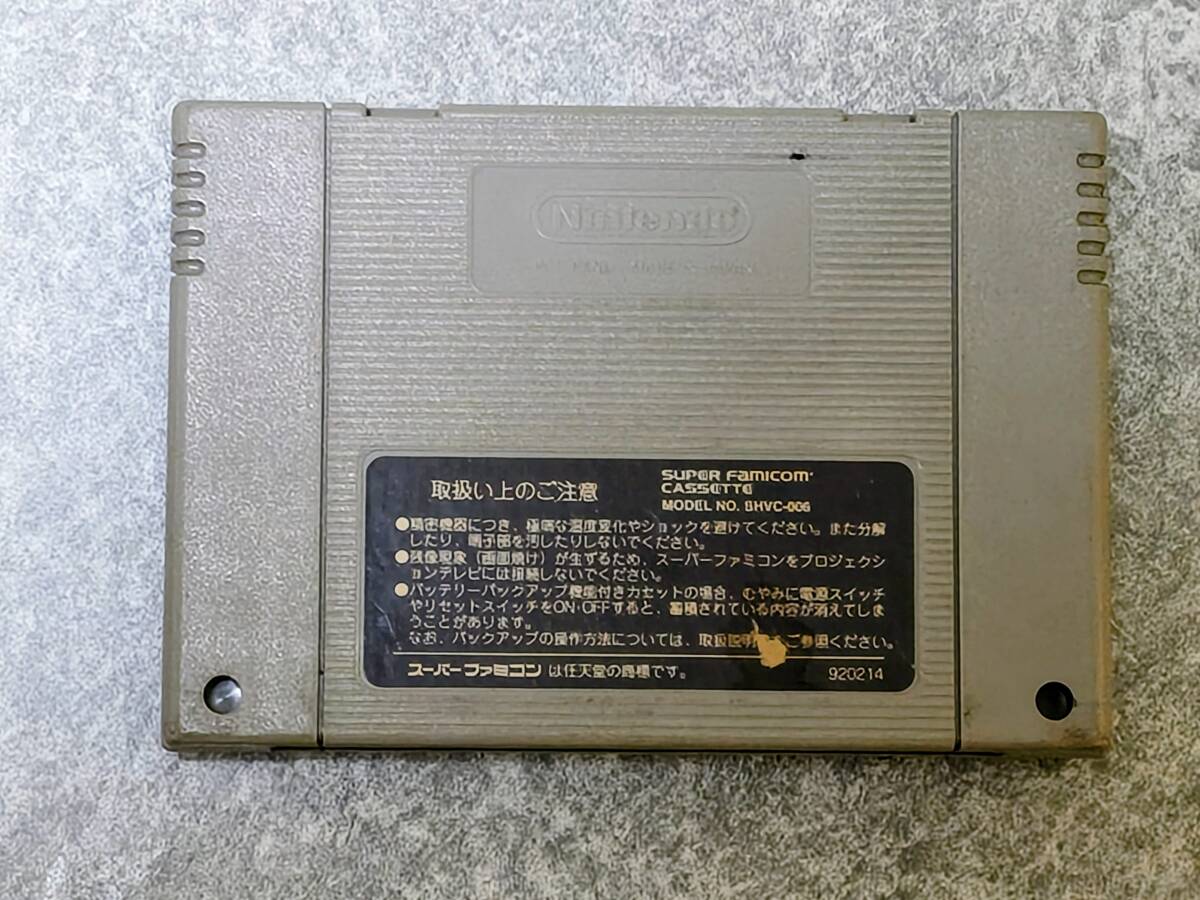 Nintendo
取扱い上のご注意
SUPER FAMICOM
CASSETTE
MODEL NO. SHVC-006
●精密機器につき、極端な温度変化やショックを避けてください。また分解
したり、端子部を汚したりしないでください。
●残像現象（画面焼け）が生ずるため、スーパーファミコンをプロジェクシ
ョンテレビには接続しないでください。
●バッテリーバックアップ機能付きカセットの場合、むやみに電源スイッチ
やリセットスイッチをON・OFFすると、蓄積されている内容が消えてしま
うことがあります。
なお、バックアップの操作方法については、取扱説明 ご参照ください。
スーパーファミコンは任天堂の商標です。
920214